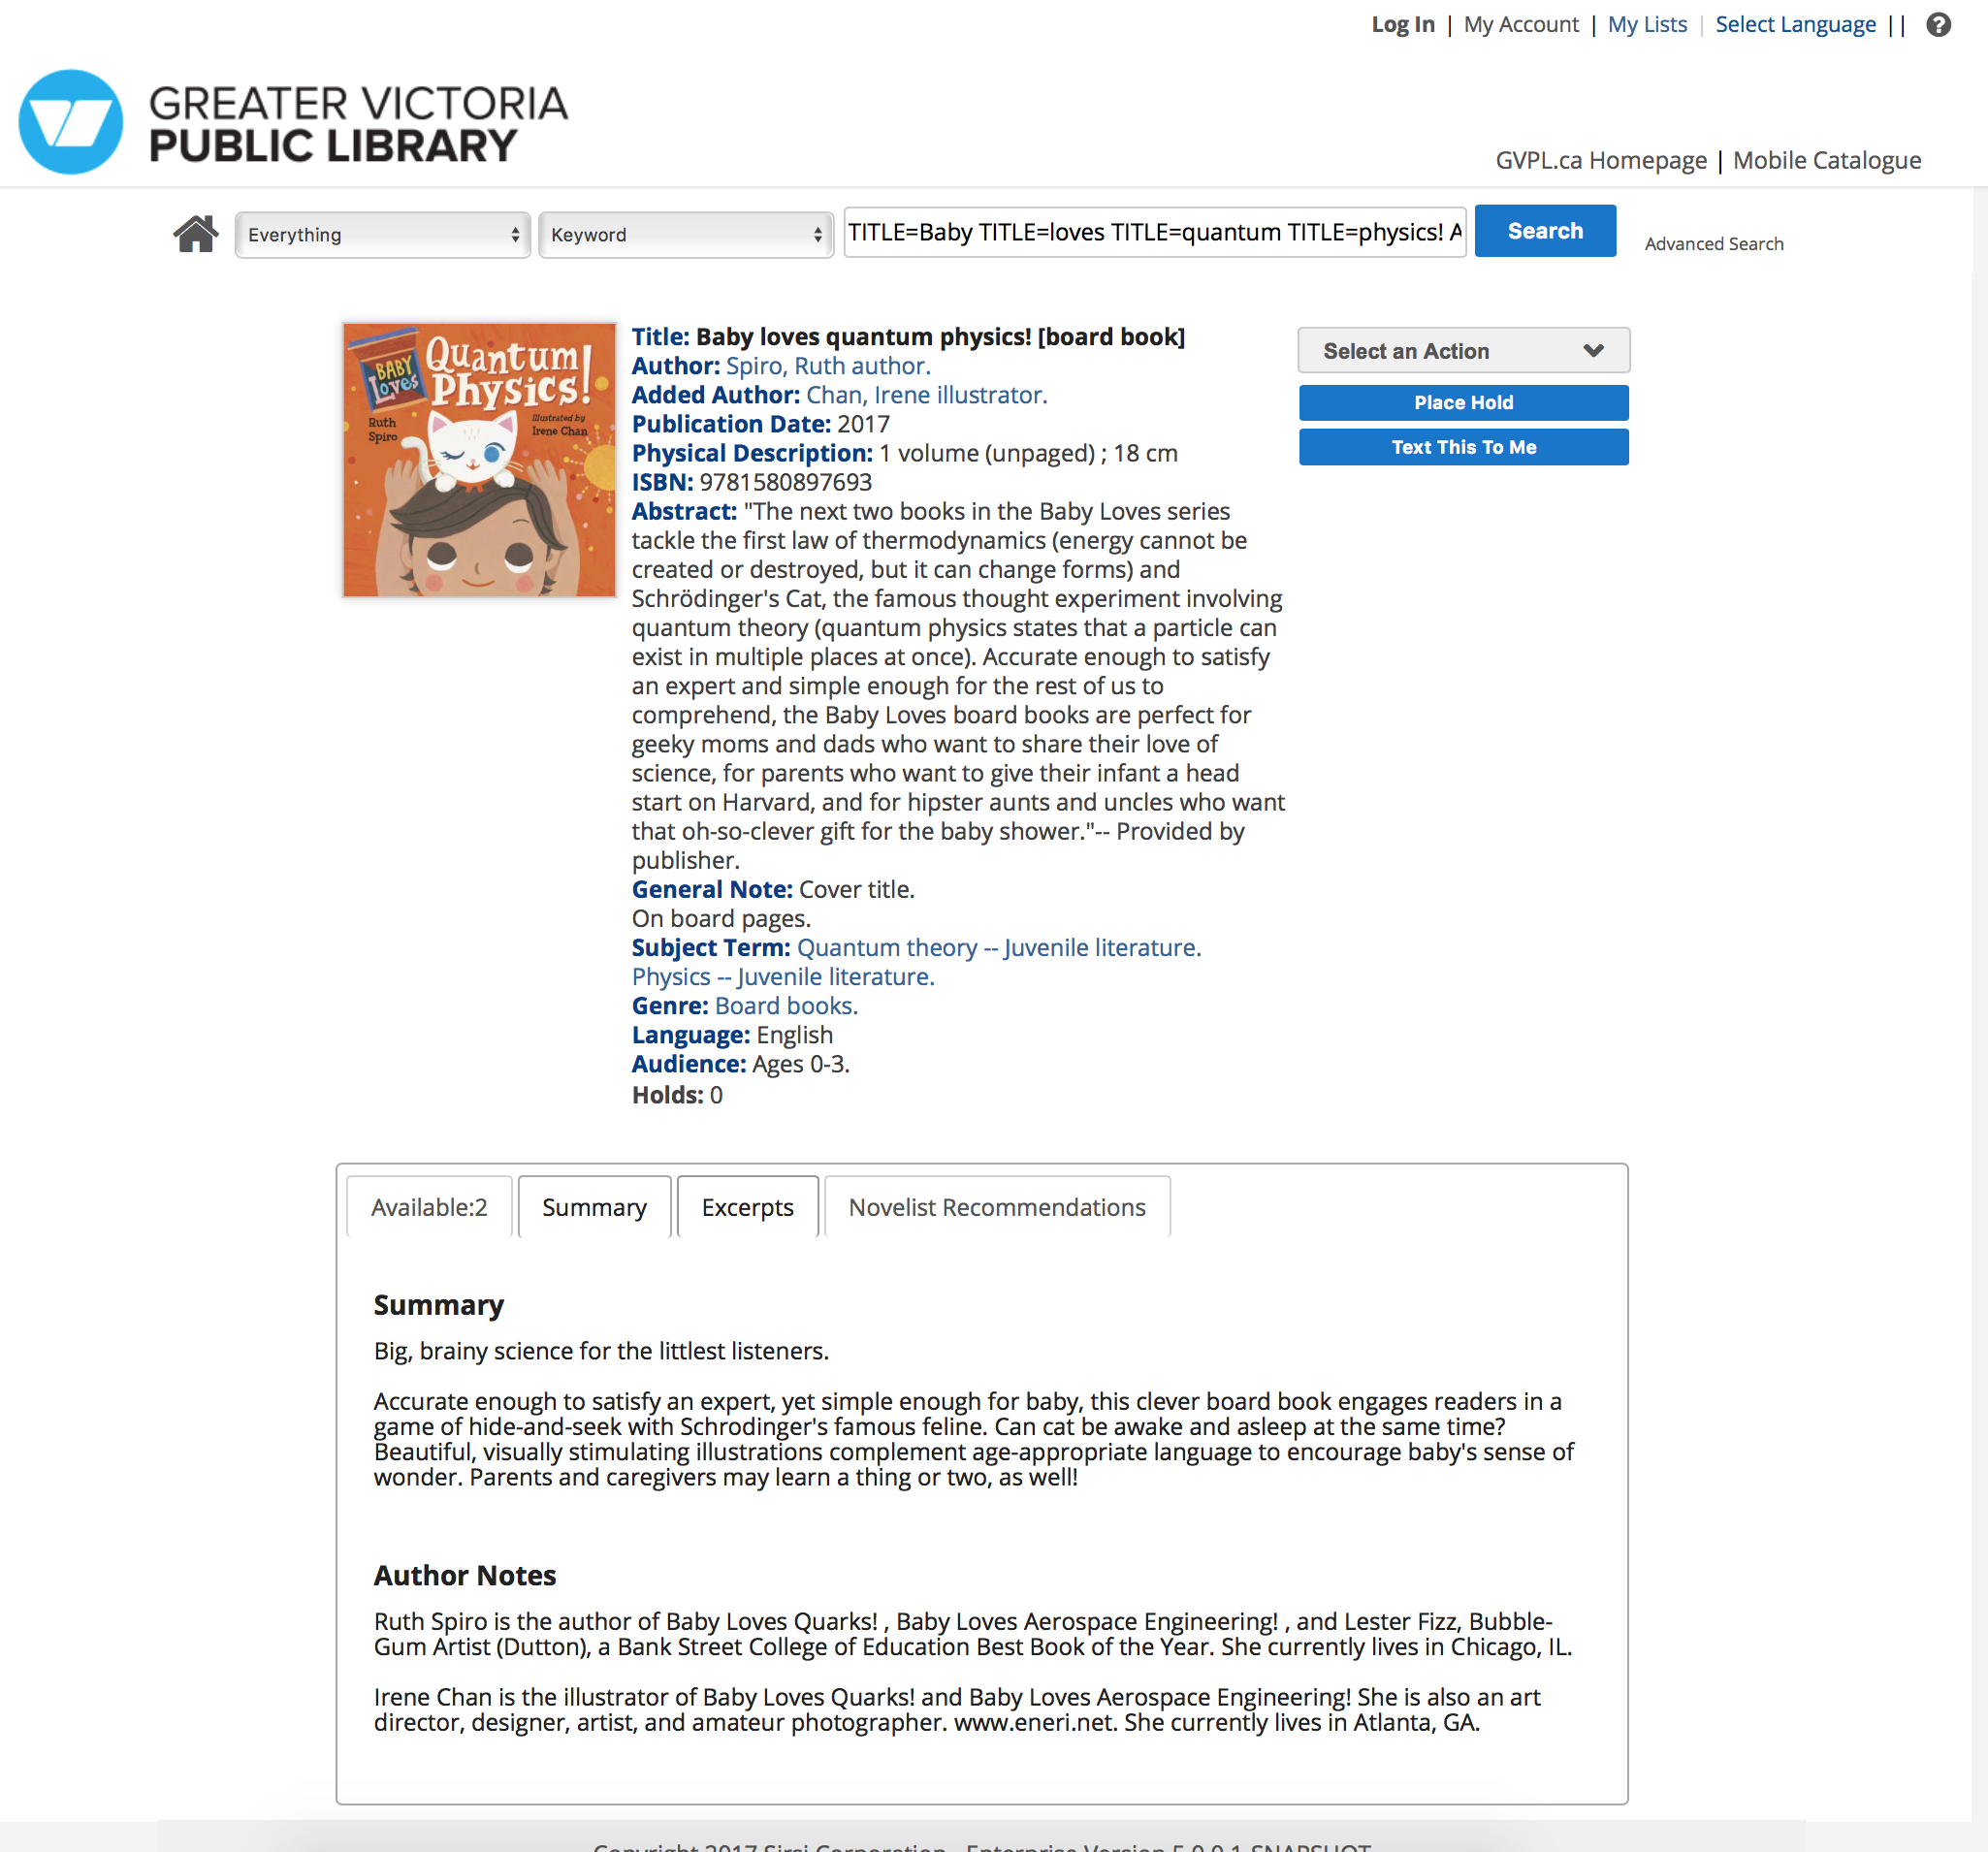 Log In | My Account | My Lists | Select Language | | ?
GREATER VICTORIA
PUBLIC LIBRARY
GVPL.ca Homepage | Mobile Catalogue
Everything Keyword TITLE=Baby TITLE=loves TITLE=quantum TITLE=physics! A Search Advanced Search
BABY
Loves
Quantum
Physics!
Ruth
Spiro
Illustrated by
Irene Chan
Title: Baby loves quantum physics! [board book]
Author: Spiro, Ruth author.
Added Author: Chan, Irene illustrator.
Publication Date: 2017
Physical Description: 1 volume (unpaged) ; 18 cm
ISBN: 9781580897693
Abstract: "The next two books in the Baby Loves series
tackle the first law of thermodynamics (energy cannot be
created or destroyed, but it can change forms) and
Schrödinger's Cat, the famous thought experiment involving
quantum theory (quantum physics states that a particle can
exist in multiple places at once). Accurate enough to satisfy
an expert and simple enough for the rest of us to
comprehend, the Baby Loves board books are perfect for
geeky moms and dads who want to share their love of
science, for parents who want to give their infant a head
start on Harvard, and for hipster aunts and uncles who want
that oh-so-clever gift for the baby shower."-- Provided by
publisher.
General Note: Cover title.
On board pages.
Subject Term: Quantum theory -- Juvenile literature.
Physics -- Juvenile literature.
Genre: Board books.
Language: English
Audience: Ages 0-3.
Holds: 0
Select an Action
Place Hold
Text This To Me
Available:2 Summary Excerpts Novelist Recommendations
Summary
Big, brainy science for the littlest listeners.
Accurate enough to satisfy an expert, yet simple enough for baby, this clever board book engages readers in a
game of hide-and-seek with Schrodinger's famous feline. Can cat be awake and asleep at the same time?
Beautiful, visually stimulating illustrations complement age-appropriate language to encourage baby's sense of
wonder. Parents and caregivers may learn a thing or two, as well!
Author Notes
Ruth Spiro is the author of Baby Loves Quarks! , Baby Loves Aerospace Engineering! , and Lester Fizz, Bubble-
Gum Artist (Dutton), a Bank Street College of Education Best Book of the Year. She currently lives in Chicago, IL.
Irene Chan is the illustrator of Baby Loves Quarks! and Baby Loves Aerospace Engineering! She is also an art
director, designer, artist, and amateur photographer. www.eneri.net. She currently lives in Atlanta, GA.
Copyright 2017 Sirsi Corporation - Enterprise Version